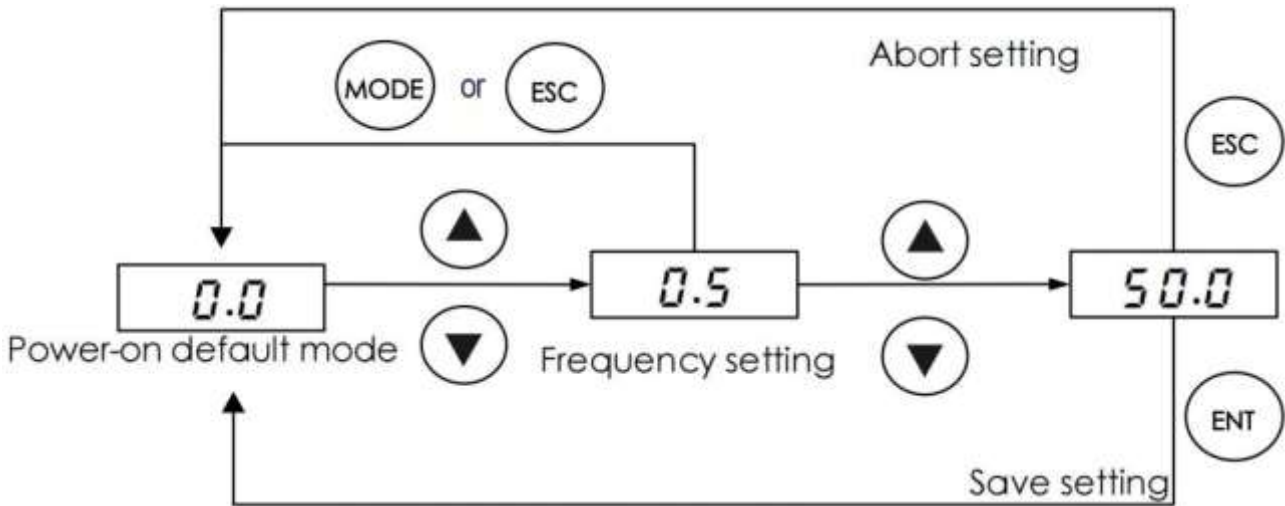 Abort setting
MODE or ESC
ESC
0.0
0.5
50.0
Power-on default mode
Frequency setting
ENT
Save setting